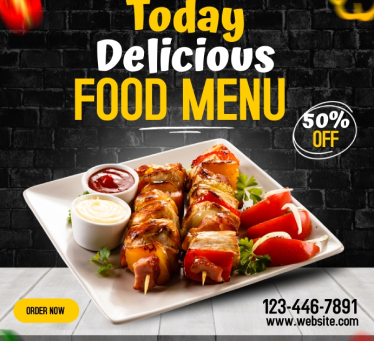 Today
Delicious
FOOD MENU
50%
OFF
ORDER NOW
123-446-7891
www.website.com